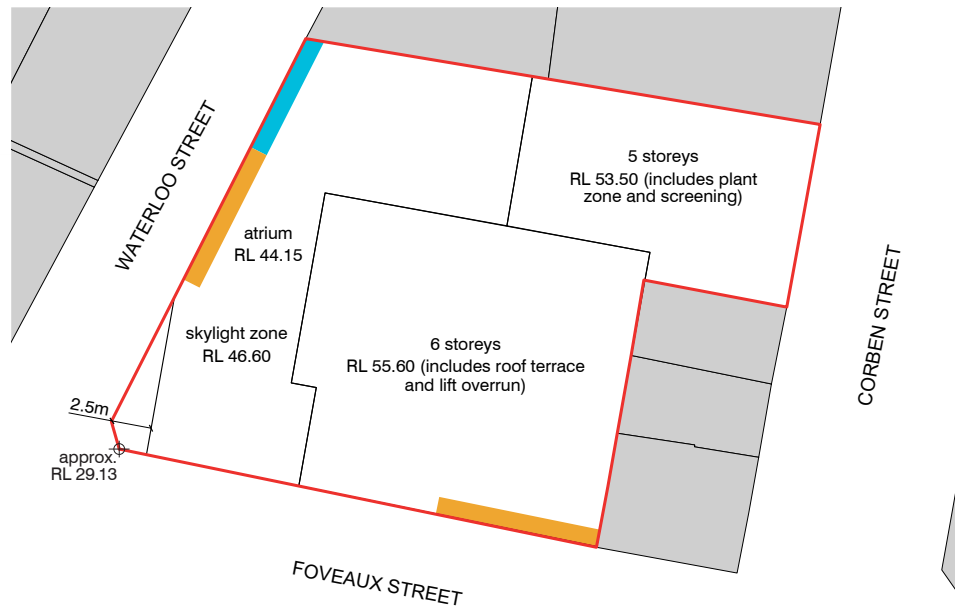 5 storeys
RL 53.50 (includes plant
zone and screening)
WATERLOO STREET
atrium
RL 44.15
CORBEN STREET
skylight zone
RL 46.60
6 storeys
RL 55.60 (includes roof terrace
and lift overrun)
2.5m
approx.
RL 29.13
FOVEAUX STREET